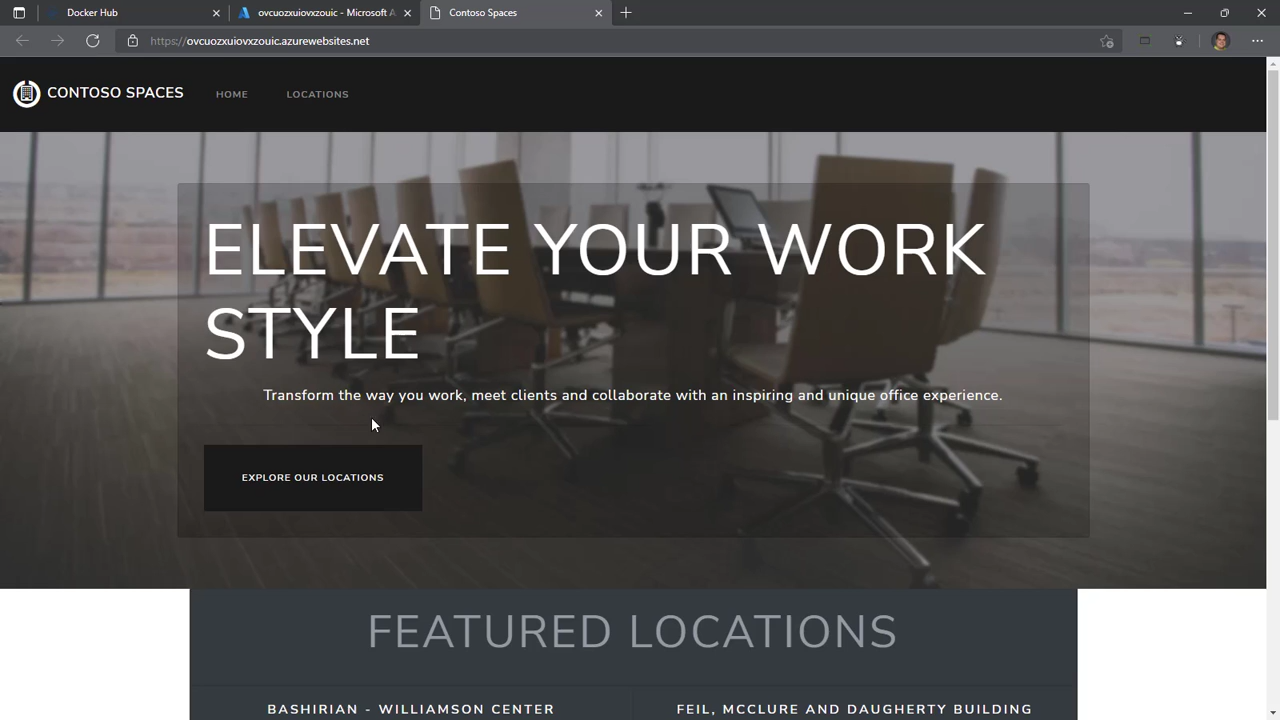 Docker Hub
ovcuozxuiovxzouic - Microsoft A
Contoso Spaces
https://ovcuozxuiovxzouic.azurewebsites.net
CONTOSO SPACES
HOME
LOCATIONS
ELEVATE YOUR WORK
STYLE
Transform the way you work, meet clients and collaborate with an inspiring and unique office experience.
EXPLORE OUR LOCATIONS
FEATURED LOCATIONS
BASHIRIAN - WILLIAMSON CENTER
FEIL, MCCLURE AND DAUGHERTY BUILDING